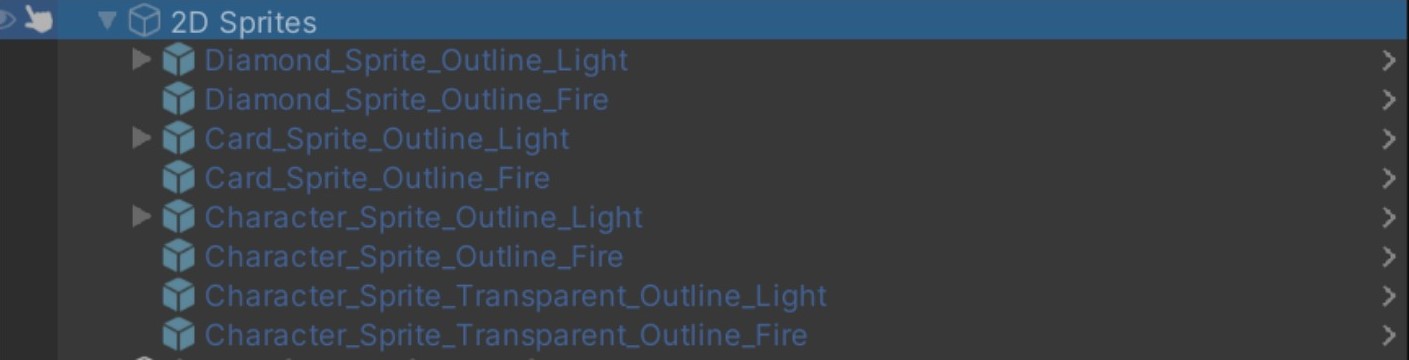 2D Sprites
Diamond_Sprite_Outline_Light
Diamond_Sprite_Outline_Fire
Card_Sprite_Outline_Light
Card_Sprite_Outline_Fire
Character_Sprite_Outline_Light
Character_Sprite_Outline_Fire
Character_Sprite_Transparent_Outline_Light
Character_Sprite_Transparent_Outline_Fire